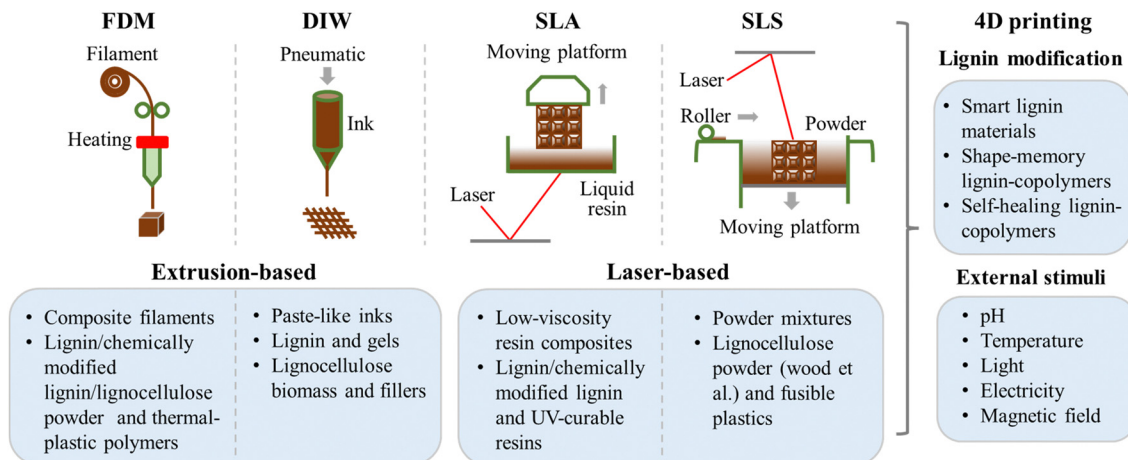 FDM
Filament
Heating
DIW
Pneumatic
Ink
SLA
Moving platform
Laser
Liquid
resin
SLS
Laser
Roller
Powder
Moving platform
Extrusion-based
• Composite filaments
• Lignin/chemically
modified
lignin/lignocellulose
powder and thermal-
plastic polymers
• Paste-like inks
• Lignin and gels
• Lignocellulose
biomass and fillers
Laser-based
• Low-viscosity
resin composites
• Lignin/chemically
modified lignin
and UV-curable
resins
• Powder mixtures
• Lignocellulose
powder (wood et
al.) and fusible
plastics
4D printing
Lignin modification
• Smart lignin
materials
• Shape-memory
lignin-copolymers
• Self-healing lignin-
copolymers
External stimuli
• pH
• Temperature
• Light
• Electricity
• Magnetic field